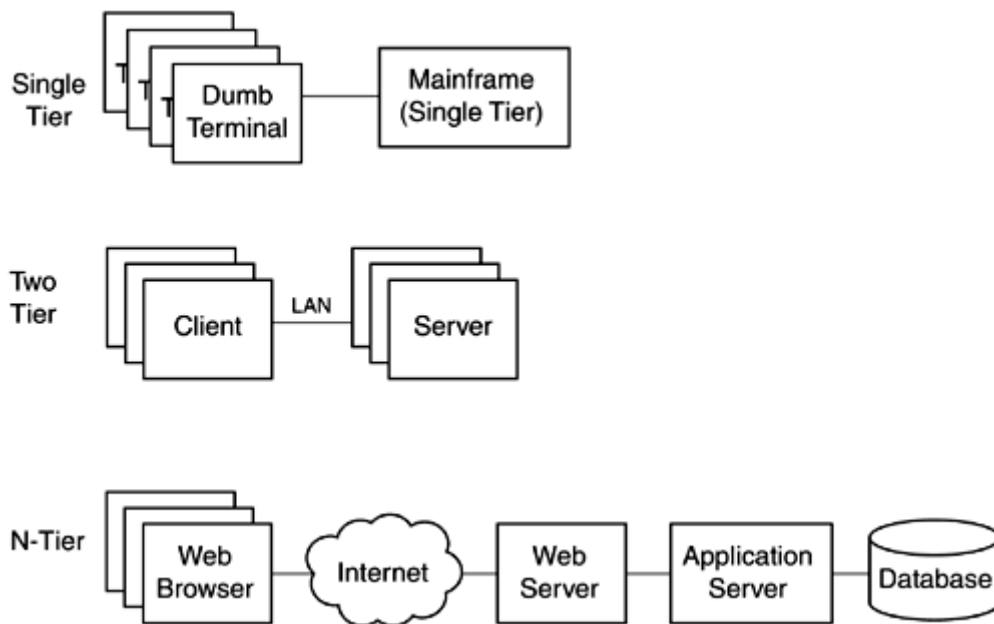 Single
Tier
T
T
T
Dumb
Terminal
Mainframe
(Single Tier)
Two
Tier
Client
LAN
Server
N-Tier
Web
Browser
Internet
Web
Server
Application
Server
Database